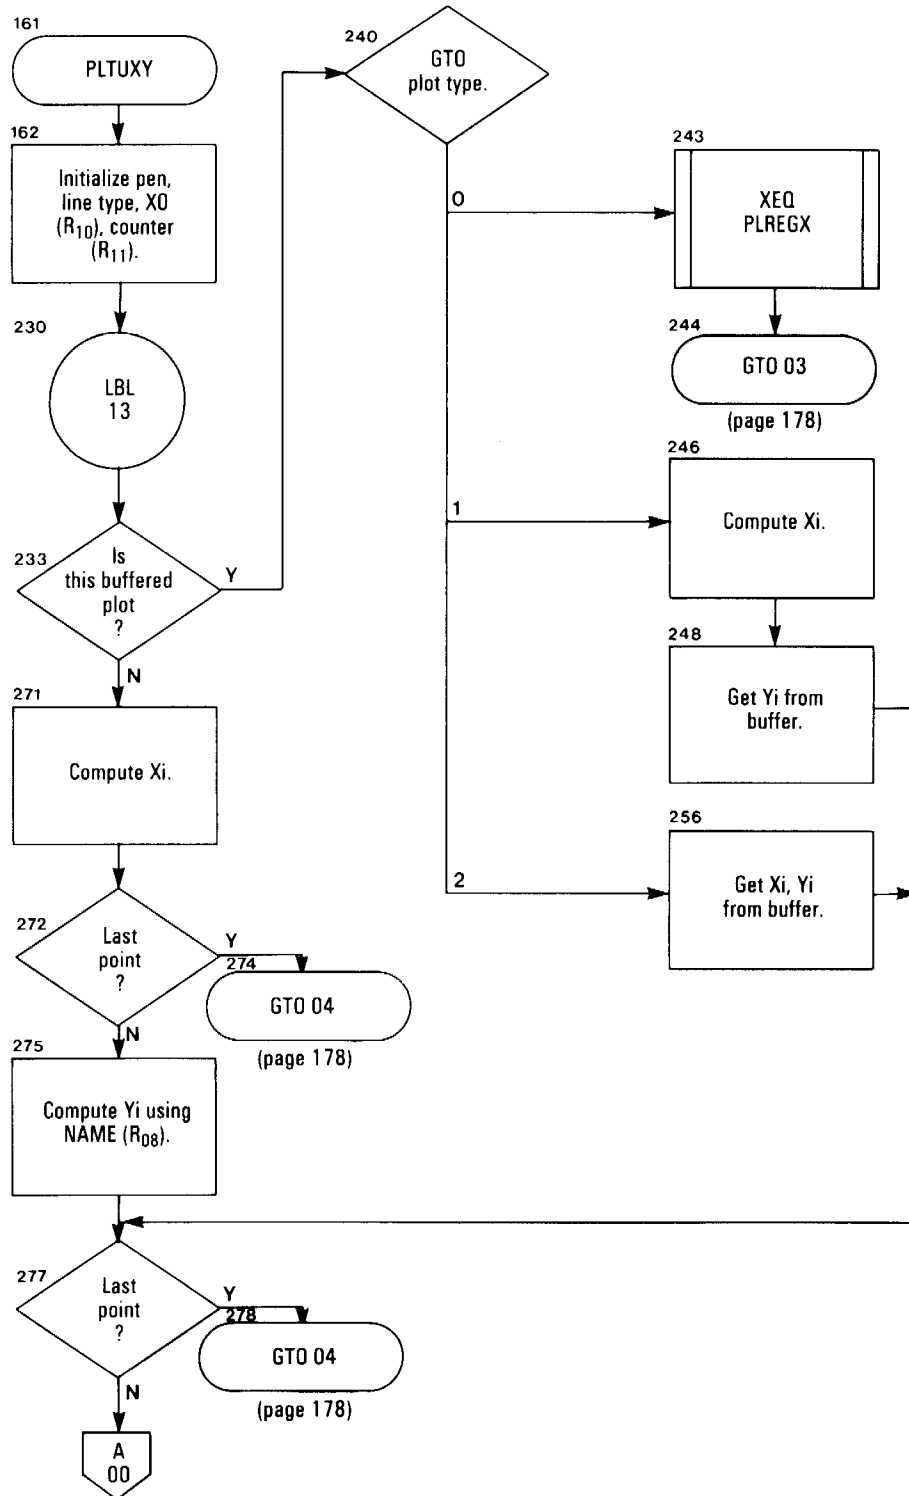 161
PLTUXY
162
Initialize pen,
line type, X0
(R10), counter
(R11).
230
LBL
13
233
Is
this buffered
plot
?
Y
N
240
GTO
plot type.
0
243
XEQ
PLREGX
244
GTO 03
(page 178)
1
246
Compute Xi.
248
Get Yi from
buffer.
2
256
Get Xi, Yi
from buffer.
271
Compute Xi.
272
Last
point
?
Y
274
GTO 04
(page 178)
N
275
Compute Yi using
NAME (R08).
277
Last
point
?
Y
278
GTO 04
(page 178)
N
A
00